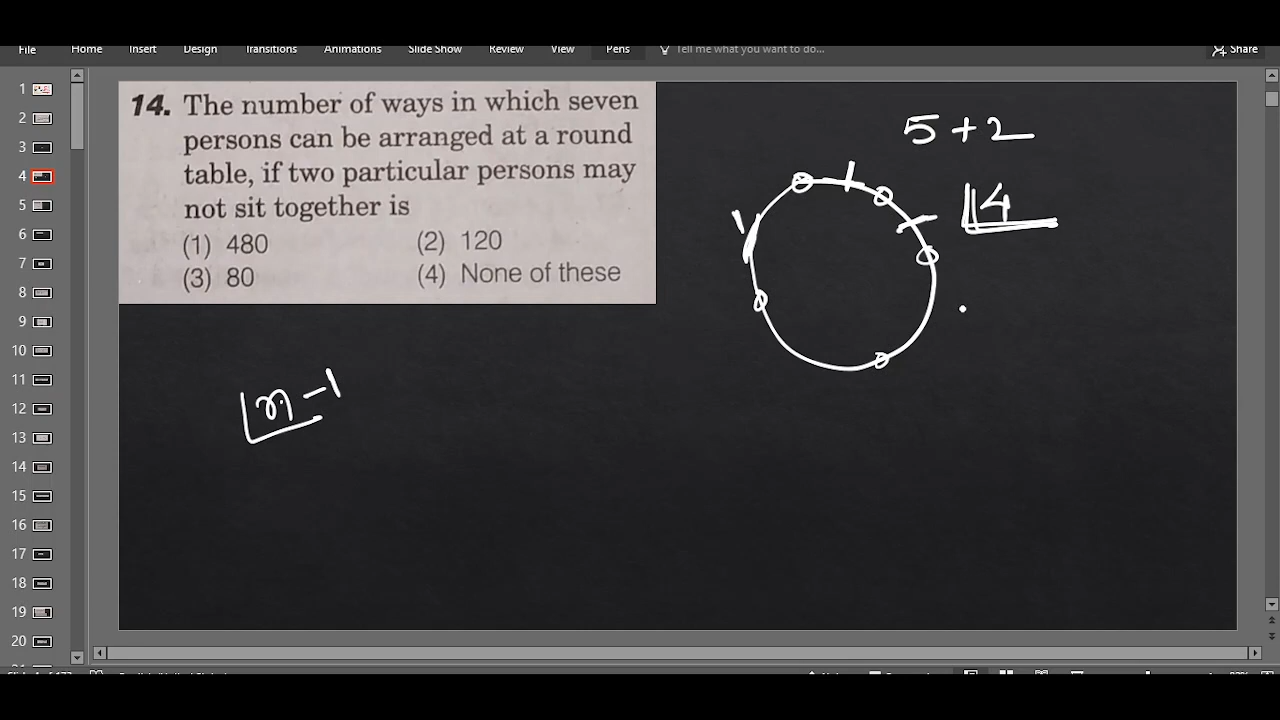 File Home Insert Design Transitions Animations Slide Show Review View Pens Tell me what you want to do... Share
14. The number of ways in which seven
persons can be arranged at a round
table, if two particular persons may
not sit together is
(1) 480 (2) 120
(3) 80 (4) None of these
5 + 2
4
n - 1
1
2
3
4
5
6
7
8
9
10
11
12
13
14
15
16
17
18
19
20